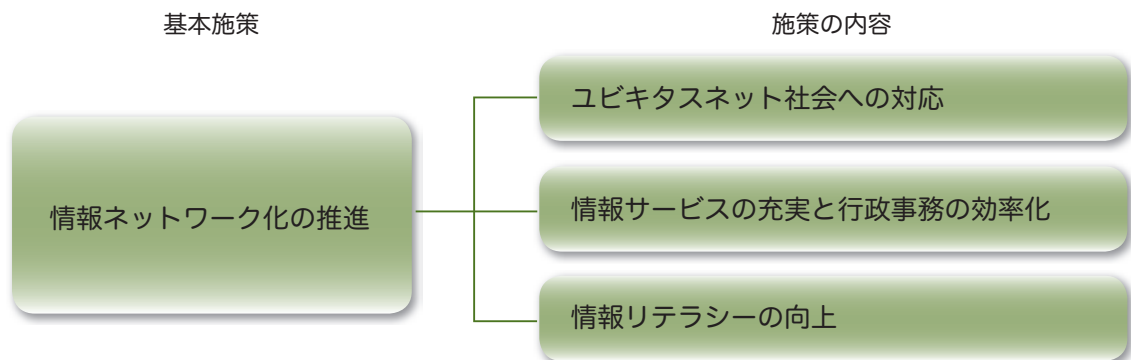 基本施策
施策の内容
情報ネットワーク化の推進
ユビキタスネット社会への対応
情報サービスの充実と行政事務の効率化
情報リテラシーの向上